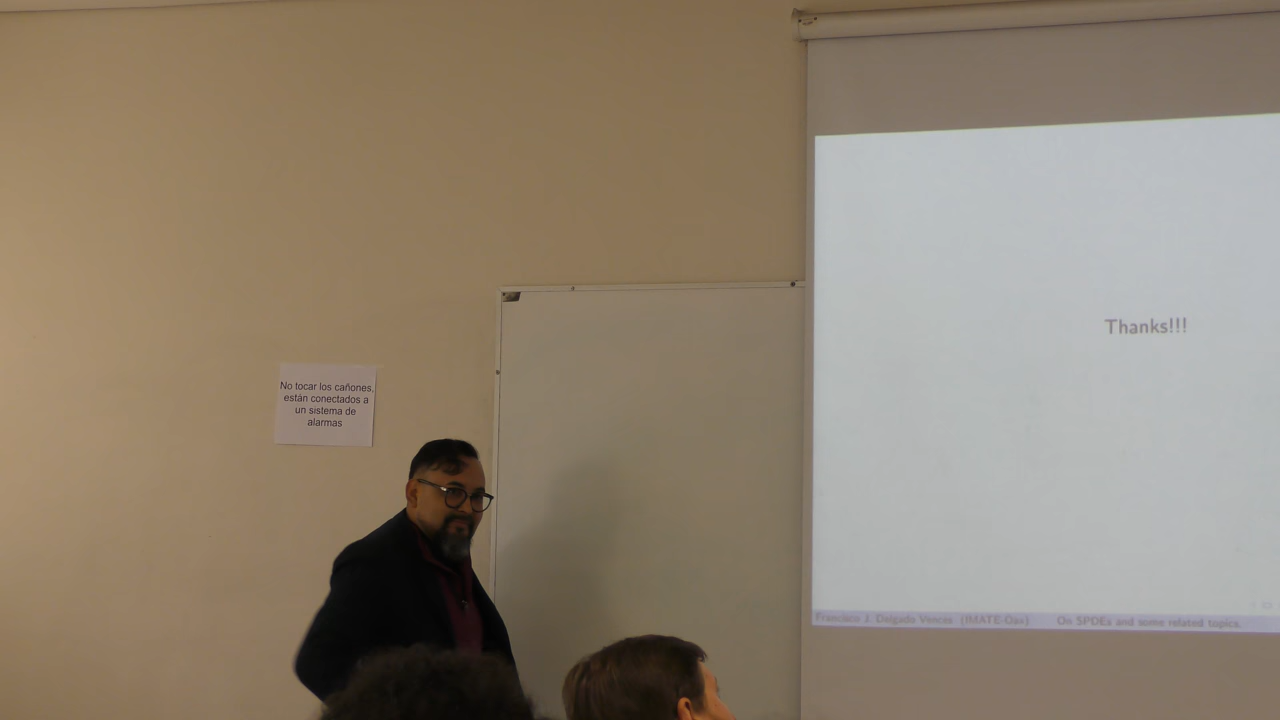 No tocar los cañones,
están conectados a
un sistema de
alarmas
Thanks!!!
Francisco J. Delgado Vences (IMATE-Oax) On SPDEs and some related topics.